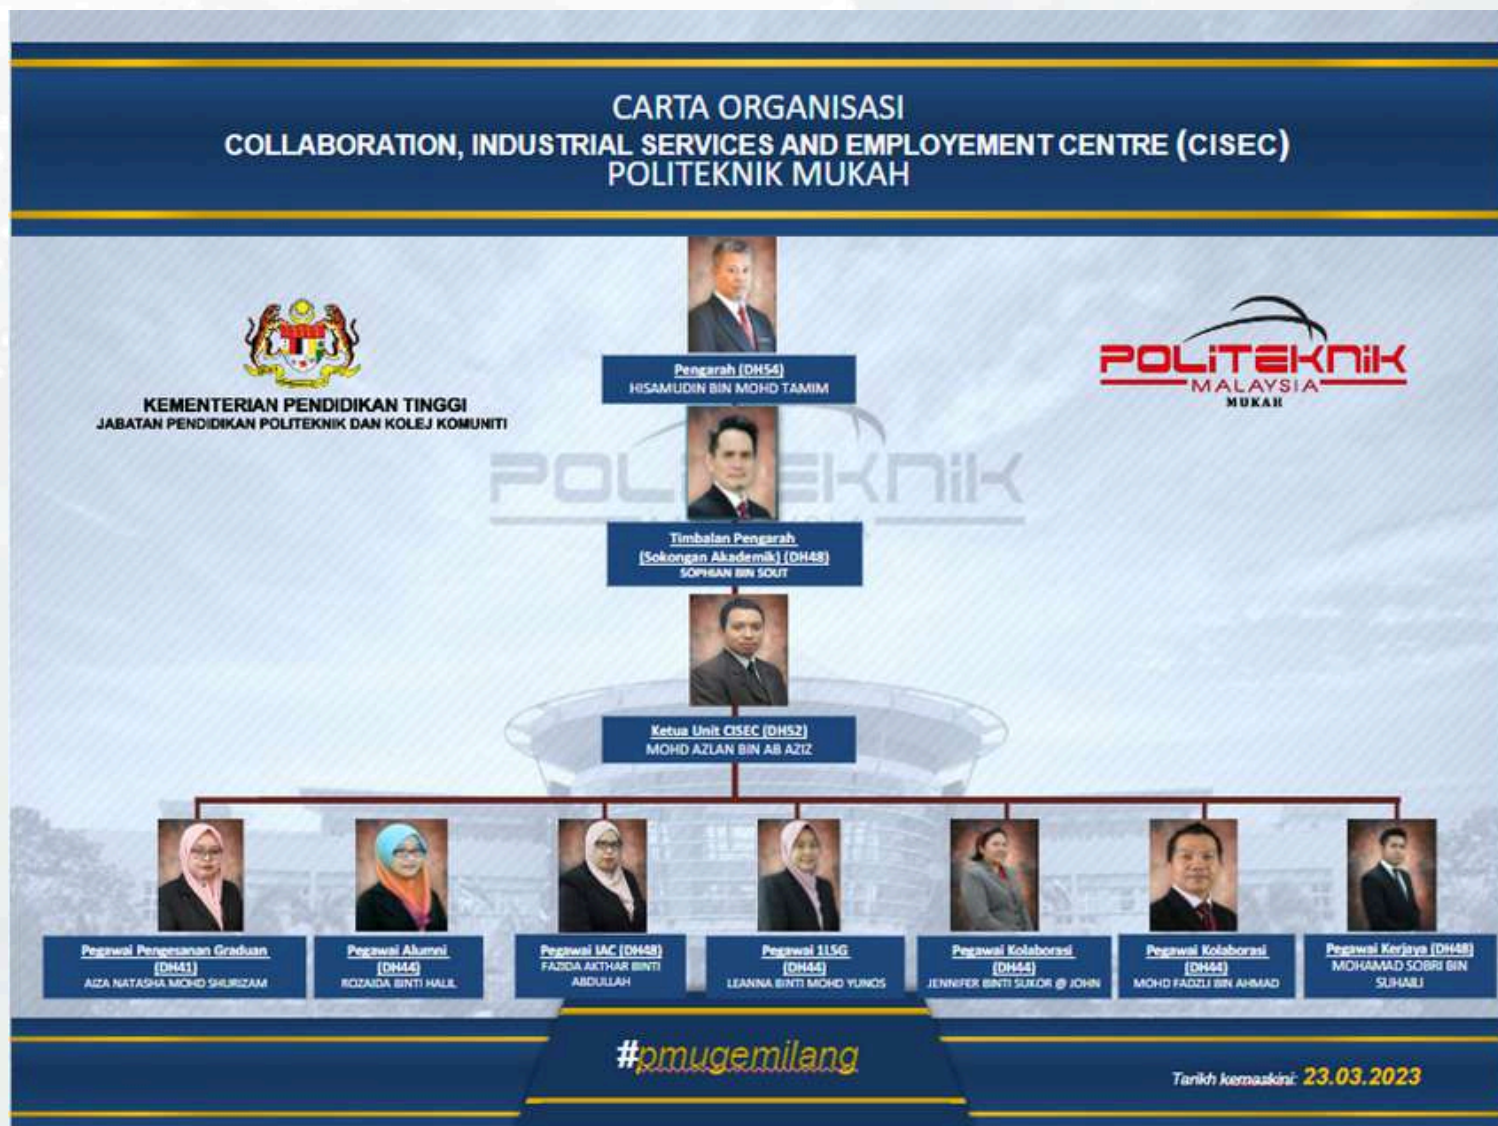 CARTA ORGANISASI
COLLABORATION, INDUSTRIAL SERVICES AND EMPLOYEMENT CENTRE (CISEC)
POLITEKNIK MUKAH
KEMENTERIAN PENDIDIKAN TINGGI
JABATAN PENDIDIKAN POLITEKNIK DAN KOLEJ KOMUNITI
POLITEKNIK
MALAYSIA
MUKAH
Pengarah (DH54)
HISAMUDIN BIN MOHD TAMIM
POLITEKNIK
Timbalan Pengarah
(Sokongan Akademik) (DH48)
SOPHIAN BIN SOUT
Ketua Unit CISEC (DH52)
MOHD AZLAN BIN AB AZIZ
Pegawai Pengesanan Graduan
(DH41)
AIZA NATASHA MOHD SHURIZAM
Pegawai Alumni
(DH44)
ROZAIDA BINTI HALIL
Pegawai IAC (DH48)
FAZIDA AKTHAR BINTI
ABDULLAH
Pegawai 1LSG
(DH44)
LEANNA BINTI MOHD YUNOS
Pegawai Kolaborasi
(DH44)
JENNIFER BINTI SUKOR @ JOHN
Pegawai Kolaborasi
(DH44)
MOHD FADZLI BIN AHMAD
Pegawai Kerjaya (DH48)
MOHAMAD SOBRI BIN
SUHAILI
#pmugemilang
Tarikh kemaskini: 23.03.2023